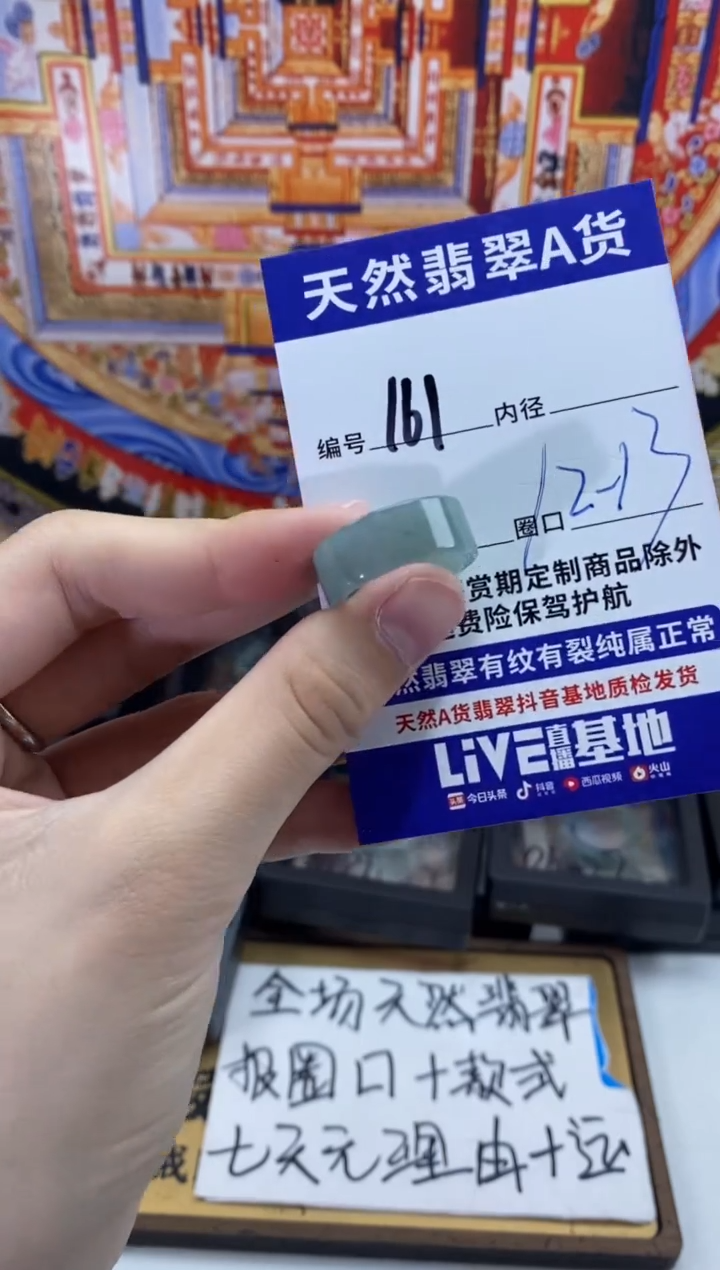 天然翡翠A货
编号 161 内径
圈口 12-13
赏期定制商品除外
费险保驾护航
然翡翠有纹有裂纯属正常
天然A货翡翠抖音基地质检发货
LiVE直播基地
头条 今日头条 抖音 西瓜视频 火山
全场天然翡翠
报圈口+款式
七天无理由+运
我